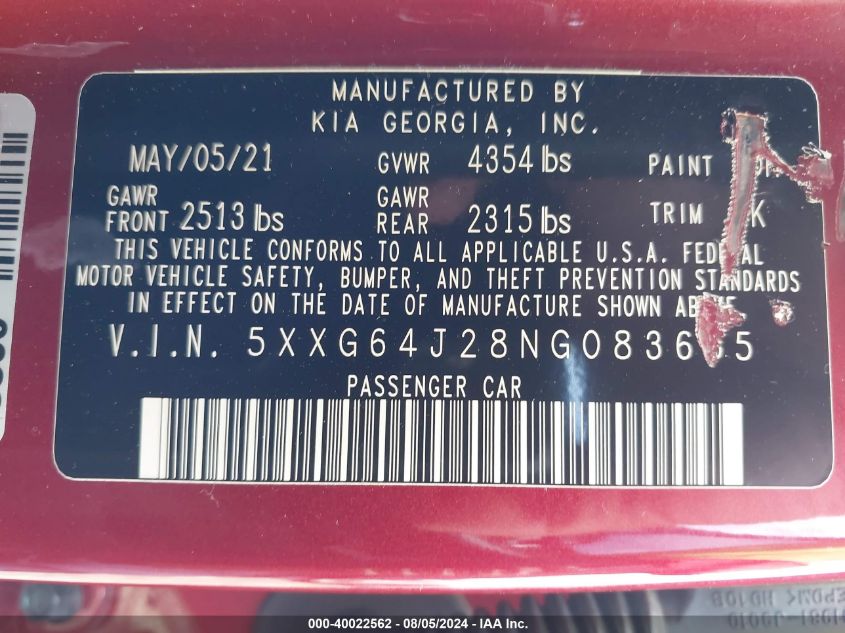 MANUFACTURED BY
KIA GEORGIA, INC.
MAY/05/21 GVWR 4354 lbs PAINT
GAWR FRONT 2513 lbs GAWR REAR 2315 lbs TRIM
THIS VEHICLE CONFORMS TO ALL APPLICABLE U.S.A. FEDERAL
MOTOR VEHICLE SAFETY, BUMPER, AND THEFT PREVENTION STANDARDS
IN EFFECT ON THE DATE OF MANUFACTURE SHOWN ABOVE.
V.I.N.
PASSENGER CAR
000-40022562 - 08/05/2024 - © IAA Inc.